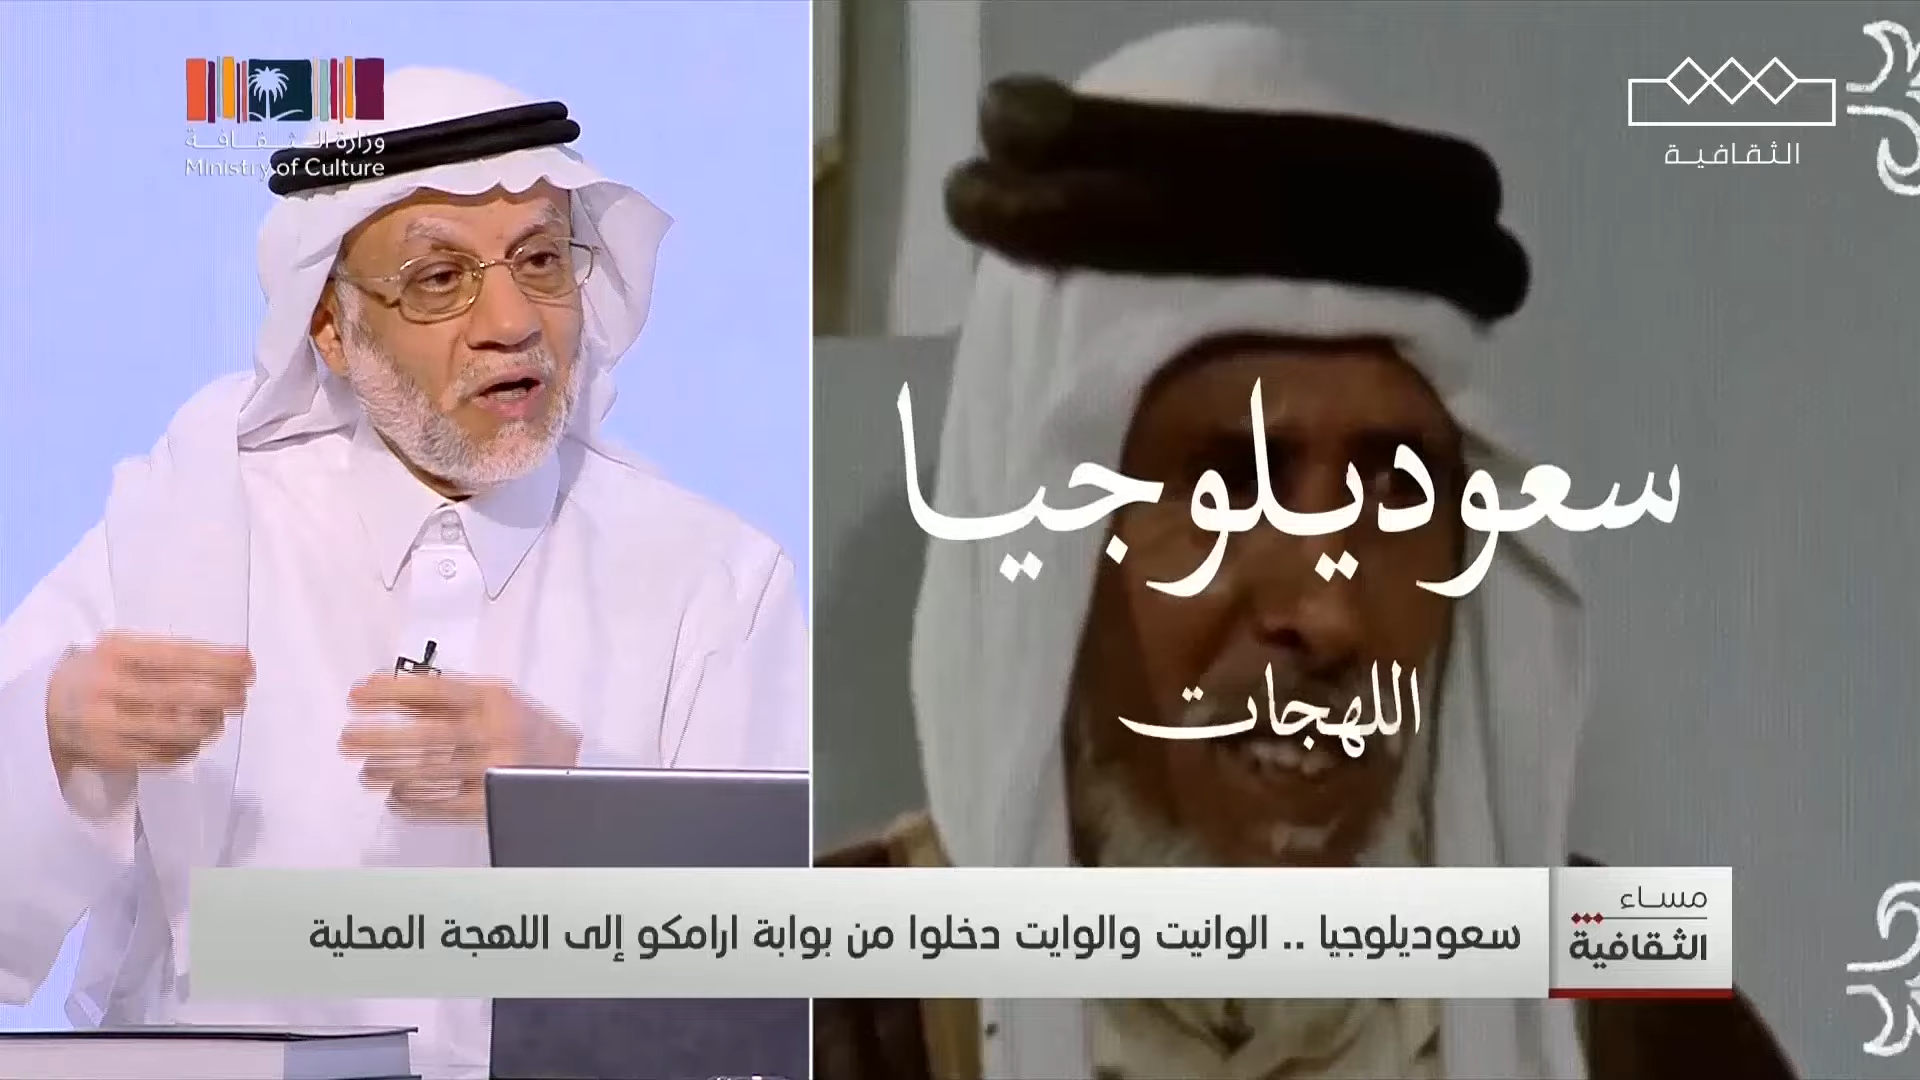 وزارة الثقافة
Ministry of Culture
الثقافية
سعوديلوجيا
اللهجات
مساء
الثقافية
سعوديلوجيا .. الوانيت والوايت دخلوا من بوابة ارامكو إلى اللهجة المحلية